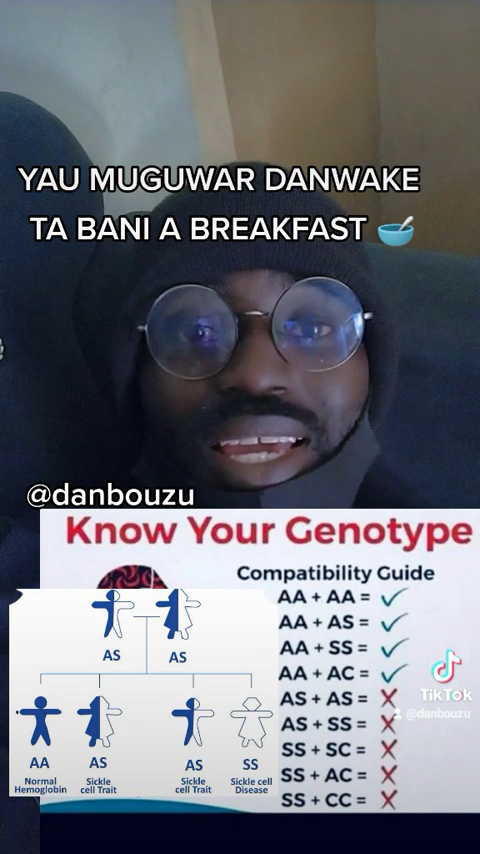 YAU MUGUWAR DANWAKE
TA BANI A BREAKFAST
@danbouzu
Know Your Genotype
Compatibility Guide
AA + AA = ✓
AA + AS = ✓
AA + SS = ✓
AA + AC = ✓
AS + AS = X
AS + SS = X
SS + SC = X
SS + AC = X
SS + CC = X
AS AS
AA AS AS SS
Normal Hemoglobin
Sickle cell Trait
Sickle cell Trait
Sickle cell Disease
TikTok
@danbouzu